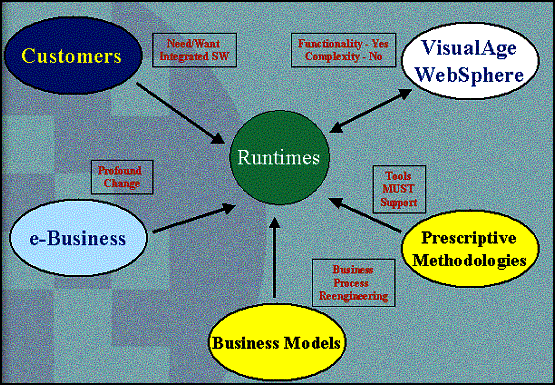 Customers
Need/Want
Integrated SW
Functionality - Yes
Complexity - No
VisualAge
WebSphere
Runtimes
Profound
Change
Tools
MUST
Support
e-Business
Prescriptive
Methodologies
Business
Process
Reengineering
Business Models